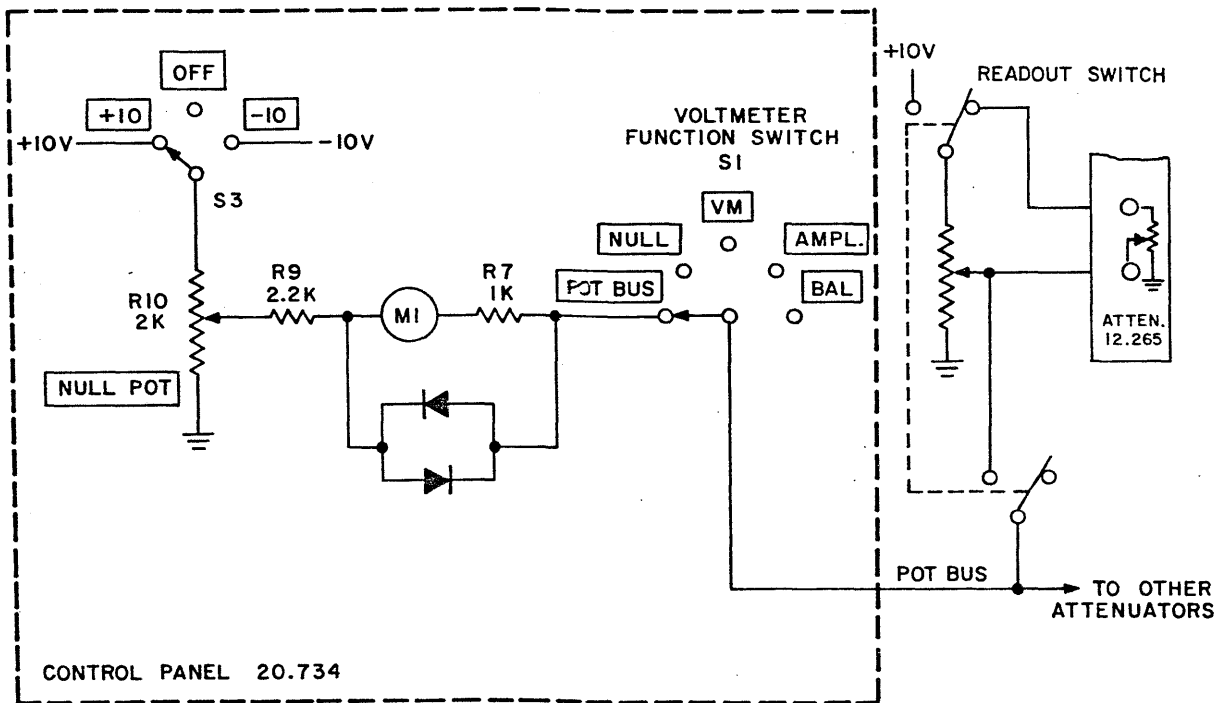 OFF
+10
-10
+10V
-10V
S3
R10
2K
NULL POT
R9
2.2K
M1
R7
1K
VOLTMETER
FUNCTION SWITCH
S1
VM
NULL
AMPL.
POT BUS
BAL
+10V
READOUT SWITCH
ATTEN.
12.265
POT BUS
TO OTHER
ATTENUATORS
CONTROL PANEL 20.734